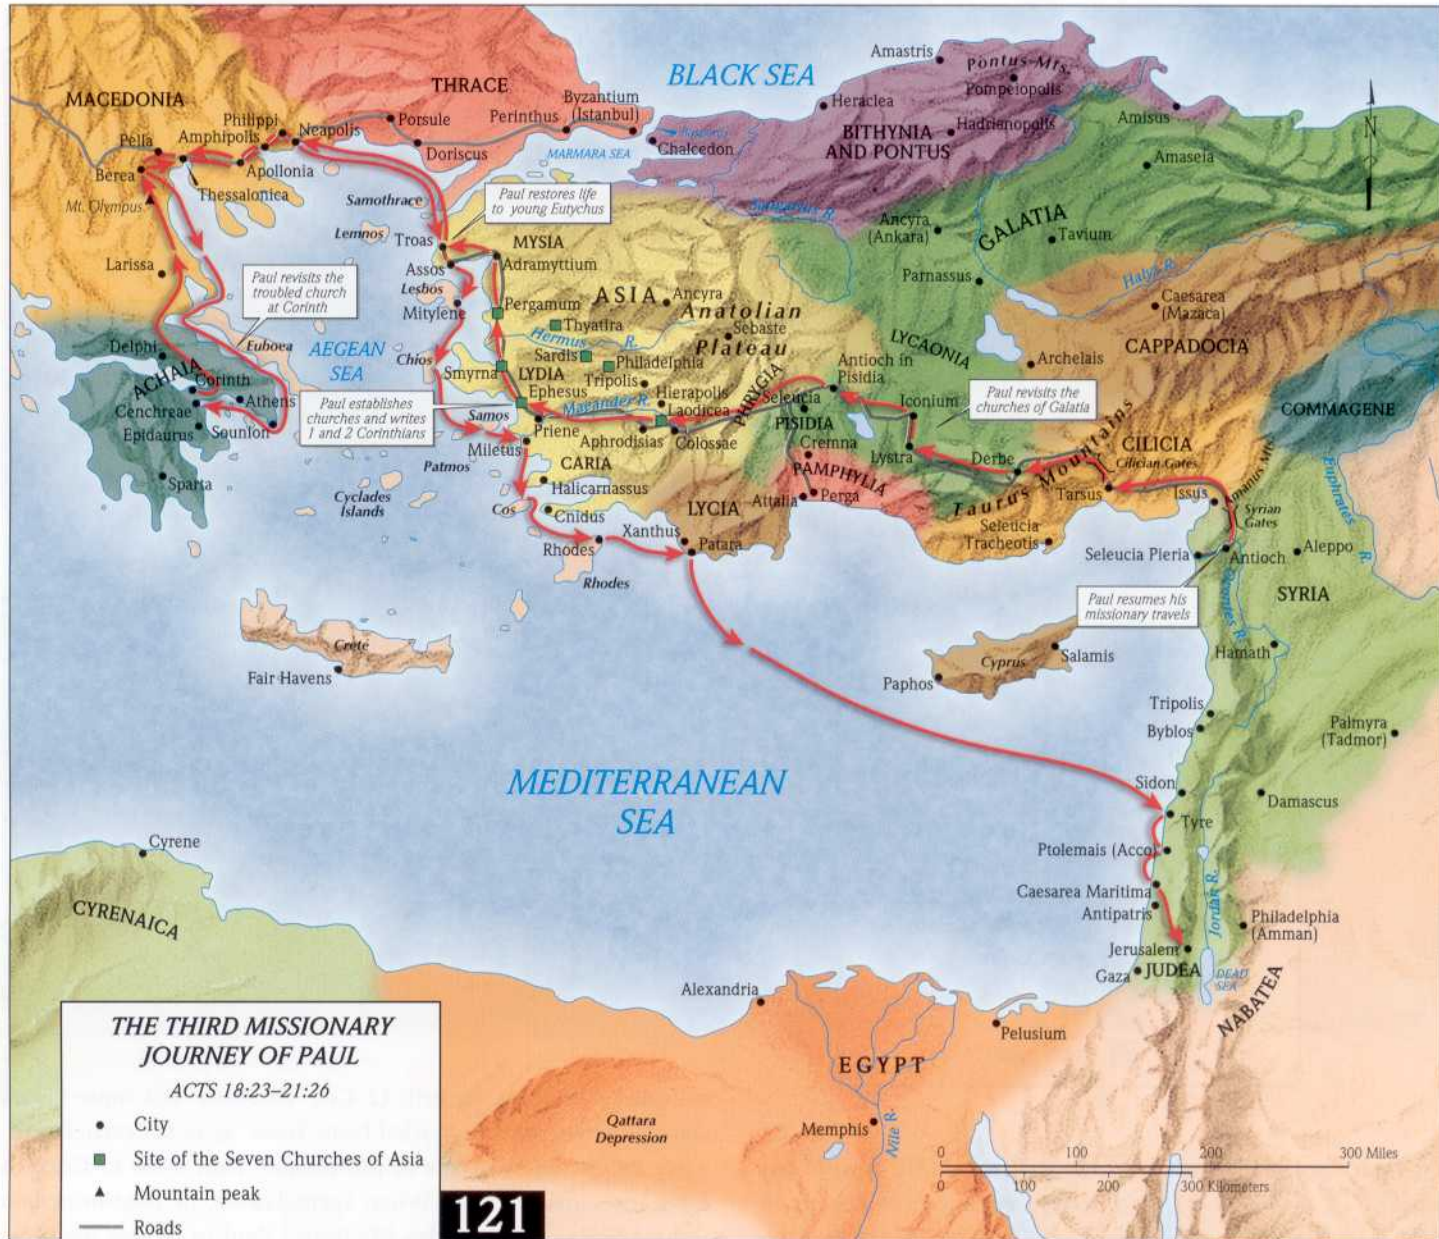 BLACK SEA
MACEDONIA
THRACE
Amastris
Pontus Mts.
Pompeiopolis
Heraclea
Byzantium
(Istanbul)
Perinthus
Porsule
Philippi
Neapolis
Amphipolis
Pella
BITHYNIA
AND PONTUS
Hadrianopolis
Amisus
N
Doriscus
MARMARA SEA
Chalcedon
Amaseia
Berea
Apollonia
Thessalonica
Mt. Olympus
Samothrace
Paul restores life
to young Eutychus
Ancyra
(Ankara)
GALATIA
Tavium
Lemnos
Troas
MYSIA
Adramyttium
Assos
Larissa
Lesbos
Parnassus
Halys R.
Paul revisits the
troubled church
at Corinth
Mitylene
Pergamum
ASIA
Ancyra
Anatolian
Plateau
Caesarea
(Mazaca)
Thyatira
Sebaste
Hermus R.
LYCAONIA
CAPPADOCIA
Delphi
Euboea
AEGEAN
SEA
Chios
Sardis
Philadelphia
Smyrna
LYDIA
Tripolis
Antioch in
Pisidia
Archelais
ACHAIA
Corinth
Ephesus
Hierapolis
PHRYGIA
Paul revisits the
churches of Galatia
Cenchreae
Athens
Paul establishes
churches and writes
1 and 2 Corinthians
Samos
Maeander R.
Laodicea
Seleucia
Iconium
COMMAGENE
Epidaurus
Sounion
Priene
Aphrodisias
Colossae
PISIDIA
Cremna
Lystra
Derbe
CILICIA
Cilician Gates
Miletus
Patmos
CARIA
PAMPHYLIA
Taurus Mountains
Tarsus
Issus
Amanus Mts.
Euphrates R.
Sparta
Cyclades
Islands
Halicarnassus
Attalia
Perga
Cos
Cnidus
LYCIA
Syrian
Gates
Xanthus
Seleucia
Tracheotis
Rhodes
Patara
Seleucia Pieria
Antioch
Aleppo
Rhodes
Paul resumes his
missionary travels
Orontes R.
SYRIA
Crete
Fair Havens
Cyprus
Salamis
Paphos
Hamath
Tripolis
Byblos
Palmyra
(Tadmor)
MEDITERRANEAN
SEA
Sidon
Damascus
Tyre
Cyrene
Ptolemais (Acco)
CYRENAICA
Caesarea Maritima
Antipatris
Jordan R.
Philadelphia
(Amman)
Jerusalem
Gaza
JUDEA
DEAD
SEA
NABATEA
Alexandria
Pelusium
EGYPT
Qattara
Depression
Memphis
Nile R.
0 100 200 300 Miles
0 100 200 300 Kilometers
THE THIRD MISSIONARY
JOURNEY OF PAUL
ACTS 18:23–21:26
City
Site of the Seven Churches of Asia
Mountain peak
Roads
121